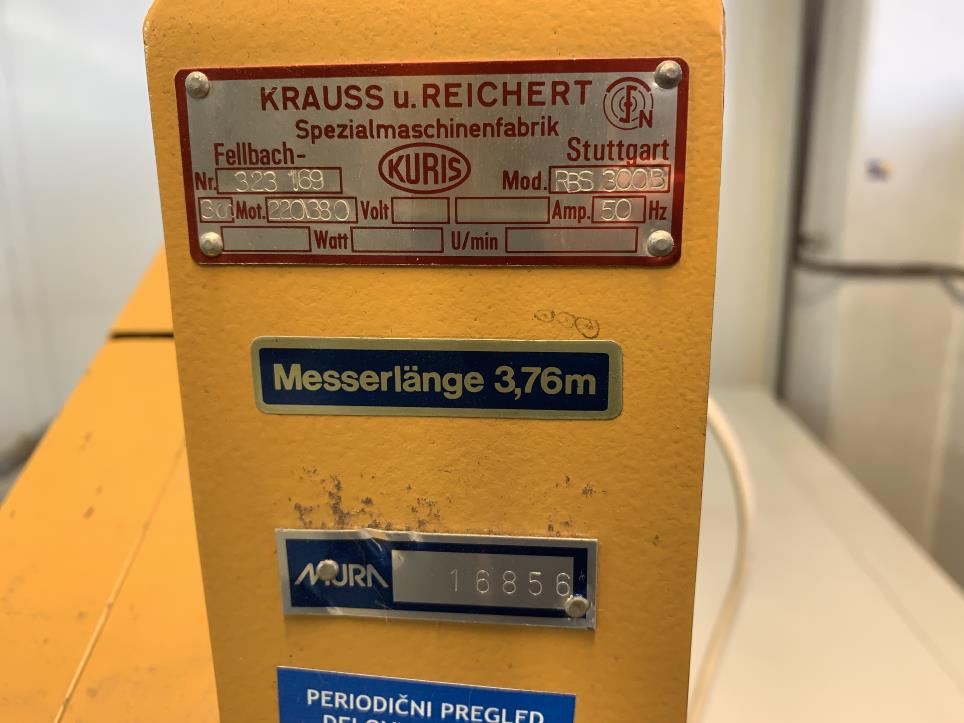 KRAUSS u. REICHERT
Spezialmaschinenfabrik
Fellbach- KURIS Stuttgart
Nr. 323 169 Mod. RBS 300B
Mot. 220/380 Volt Amp. 50 Hz
Watt U/min
Messerlänge 3,76m
MURA 16856
PERIODIČNI PREGLED